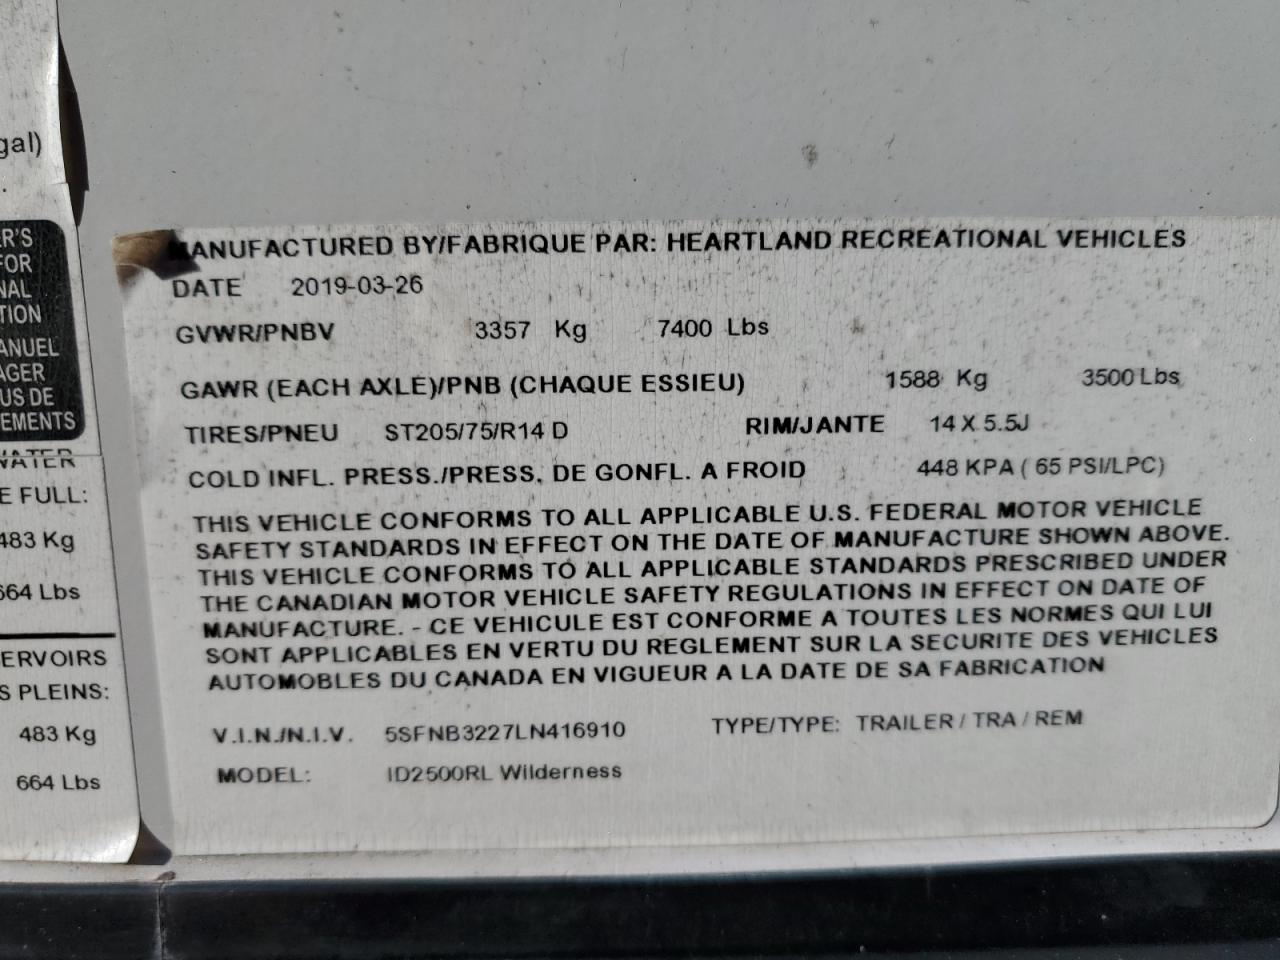 gal)
R'S
FOR
NAL
TION
ANUEL
AGER
US DE
EMENTS
WATER
E FULL:
483 Kg
664 Lbs
ERVOIRS
S PLEINS:
483 Kg
664 Lbs
MANUFACTURED BY/FABRIQUE PAR: HEARTLAND RECREATIONAL VEHICLES
DATE 2019-03-26
GVWR/PNBV 3357 Kg 7400 Lbs
GAWR (EACH AXLE)/PNB (CHAQUE ESSIEU) 1588 Kg 3500 Lbs
TIRES/PNEU ST205/75/R14 D RIM/JANTE 14 X 5.5J
COLD INFL. PRESS./PRESS. DE GONFL. A FROID 448 KPA ( 65 PSI/LPC)
THIS VEHICLE CONFORMS TO ALL APPLICABLE U.S. FEDERAL MOTOR VEHICLE
SAFETY STANDARDS IN EFFECT ON THE DATE OF MANUFACTURE SHOWN ABOVE.
THIS VEHICLE CONFORMS TO ALL APPLICABLE STANDARDS PRESCRIBED UNDER
THE CANADIAN MOTOR VEHICLE SAFETY REGULATIONS IN EFFECT ON DATE OF
MANUFACTURE. - CE VEHICULE EST CONFORME A TOUTES LES NORMES QUI LUI
SONT APPLICABLES EN VERTU DU REGLEMENT SUR LA SECURITE DES VEHICLES
AUTOMOBLES DU CANADA EN VIGUEUR A LA DATE DE SA FABRICATION
V.I.N./N.I.V. 5SFNB3227LN416910 TYPE/TYPE: TRAILER / TRA / REM
MODEL: ID2500RL Wilderness